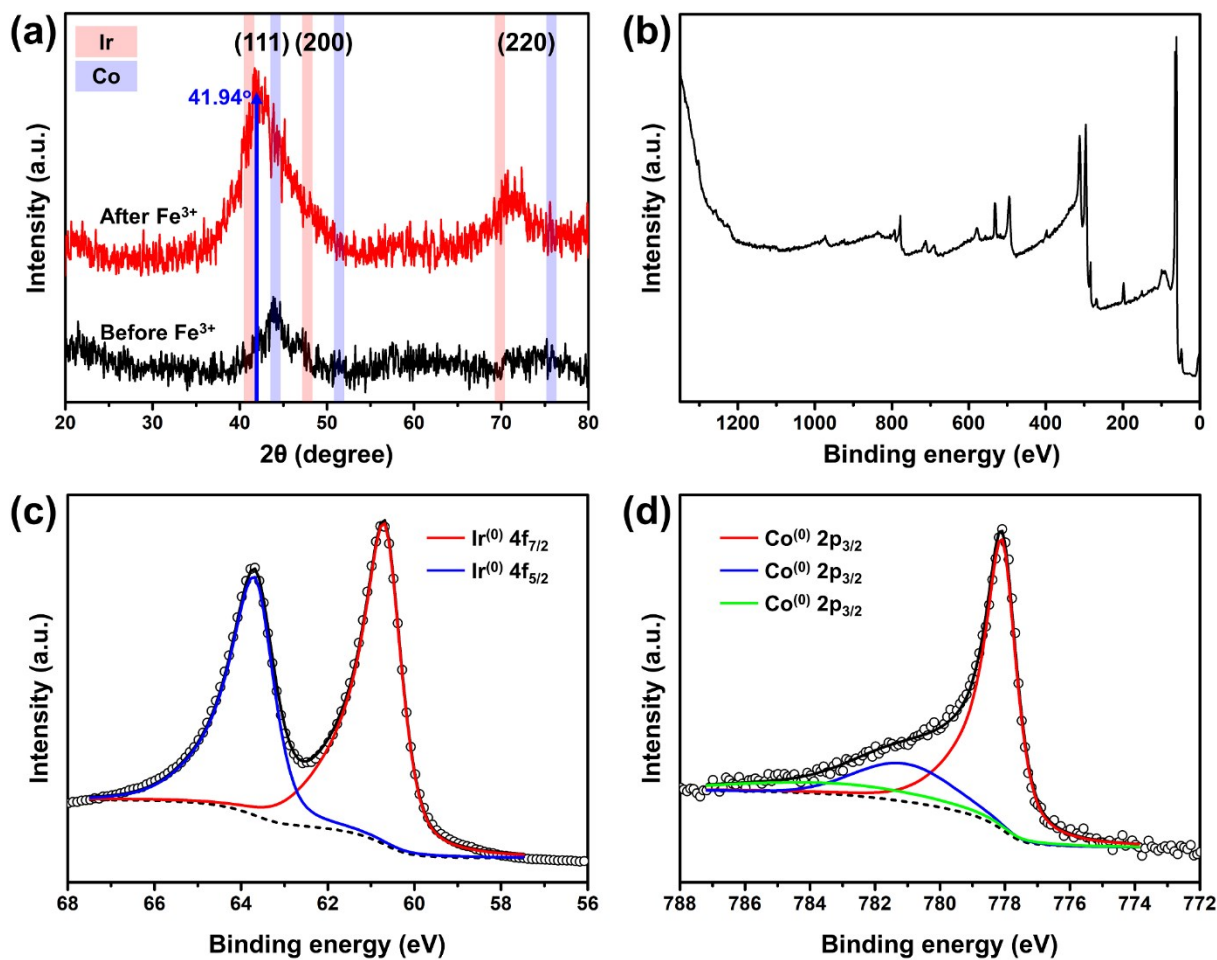 (a)
Ir
Co
(111) (200) (220)
41.94°
After Fe³⁺
Before Fe³⁺
Intensity (a.u.)
20 30 40 50 60 70 80
2θ (degree)
(b)
Intensity (a.u.)
1200 1000 800 600 400 200 0
Binding energy (eV)
(c)
Ir⁽⁰⁾ 4f₇/₂
Ir⁽⁰⁾ 4f₅/₂
Intensity (a.u.)
68 66 64 62 60 58 56
Binding energy (eV)
(d)
Co⁽⁰⁾ 2p₃/₂
Co⁽⁰⁾ 2p₃/₂
Co⁽⁰⁾ 2p₃/₂
Intensity (a.u.)
788 786 784 782 780 778 776 774 772
Binding energy (eV)